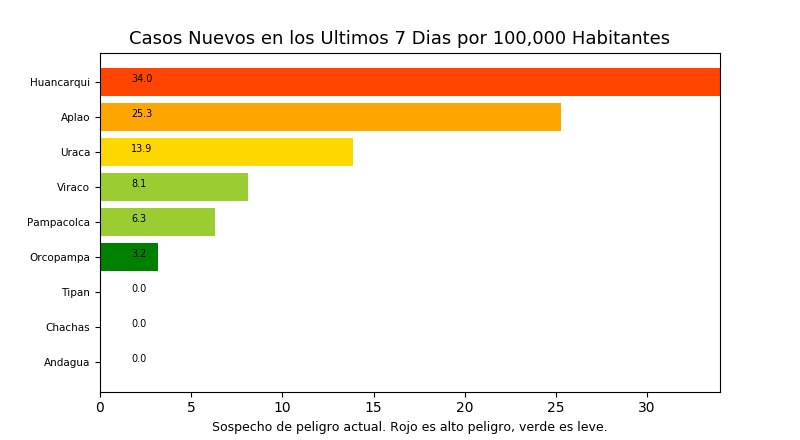 Casos Nuevos en los Ultimos 7 Dias por 100,000 Habitantes
Huancarqui 34.0
Aplao 25.3
Uraca 13.9
Viraco 8.1
Pampacolca 6.3
Orcopampa 3.2
Tipan 0.0
Chachas 0.0
Andagua 0.0
0 5 10 15 20 25 30
Sospecho de peligro actual. Rojo es alto peligro, verde es leve.